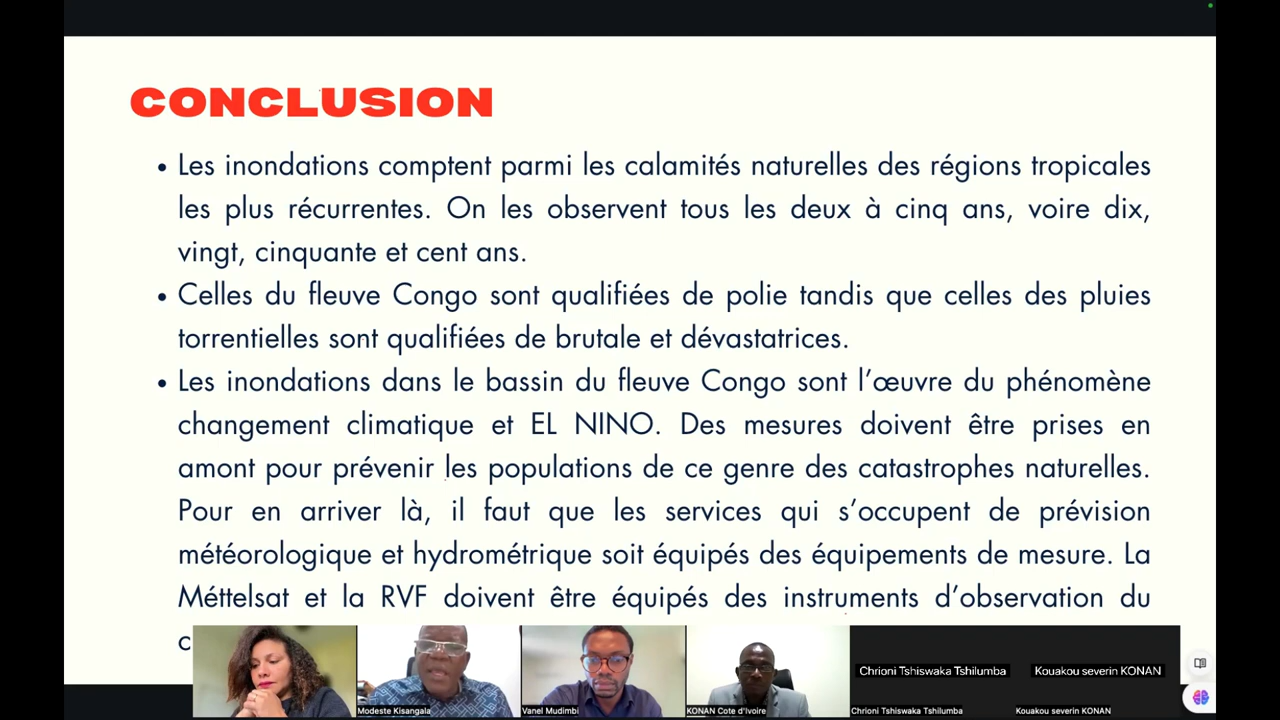 CONCLUSION
• Les inondations comptent parmi les calamités naturelles des régions tropicales
les plus récurrentes. On les observent tous les deux à cinq ans, voire dix,
vingt, cinquante et cent ans.
• Celles du fleuve Congo sont qualifiées de polie tandis que celles des pluies
torrentielles sont qualifiées de brutale et dévastatrices.
• Les inondations dans le bassin du fleuve Congo sont l’œuvre du phénomène
changement climatique et EL NINO. Des mesures doivent être prises en
amont pour prévenir les populations de ce genre des catastrophes naturelles.
Pour en arriver là, il faut que les services qui s’occupent de prévision
météorologique et hydrométrique soit équipés des équipements de mesure. La
Méttelsat et la RVF doivent être équipés des instruments d’observation du
Chrioni Tshiswaka Tshilumba
Kouakou severin KONAN
Modeste Kisangala
Vanel Mudimbi
KONAN Cote d'Ivoire
Chrioni Tshiswaka Tshilumba
Kouakou severin KONAN